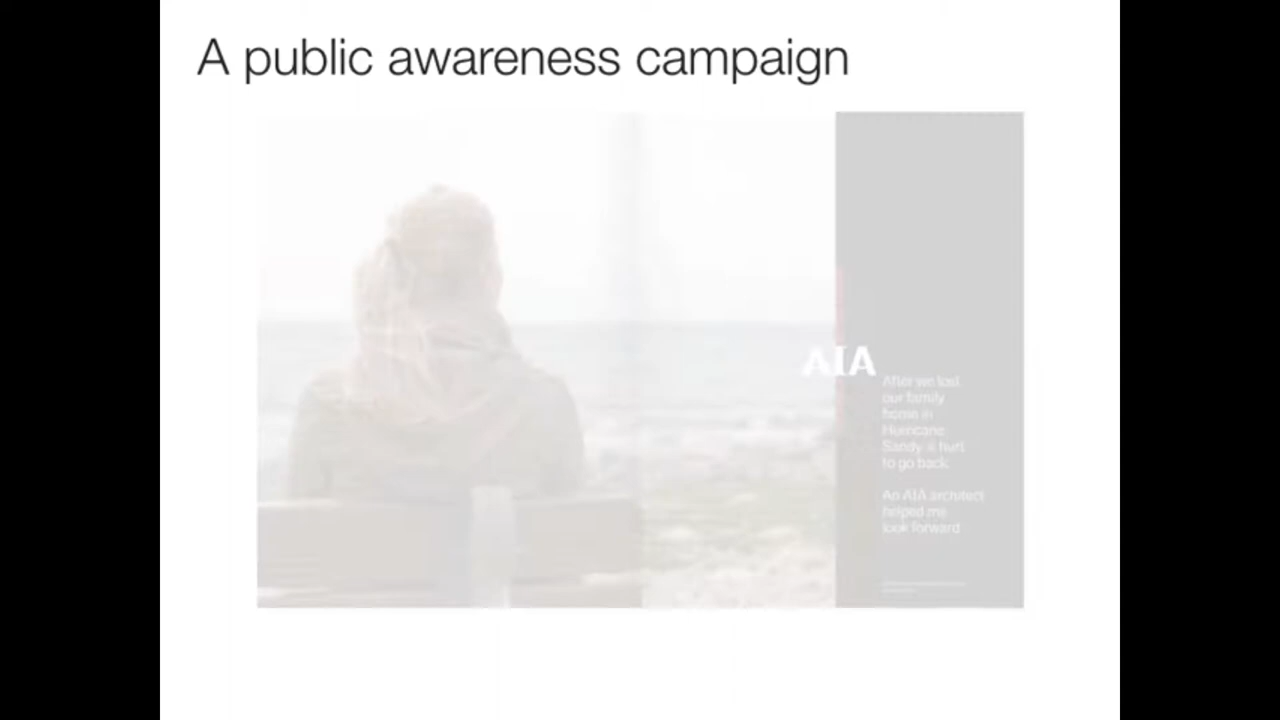 A public awareness campaign
AIA
After we lost
our family
home in
Hurricane
Sandy, it hurt
to go back.
An AIA architect
helped me
look forward.